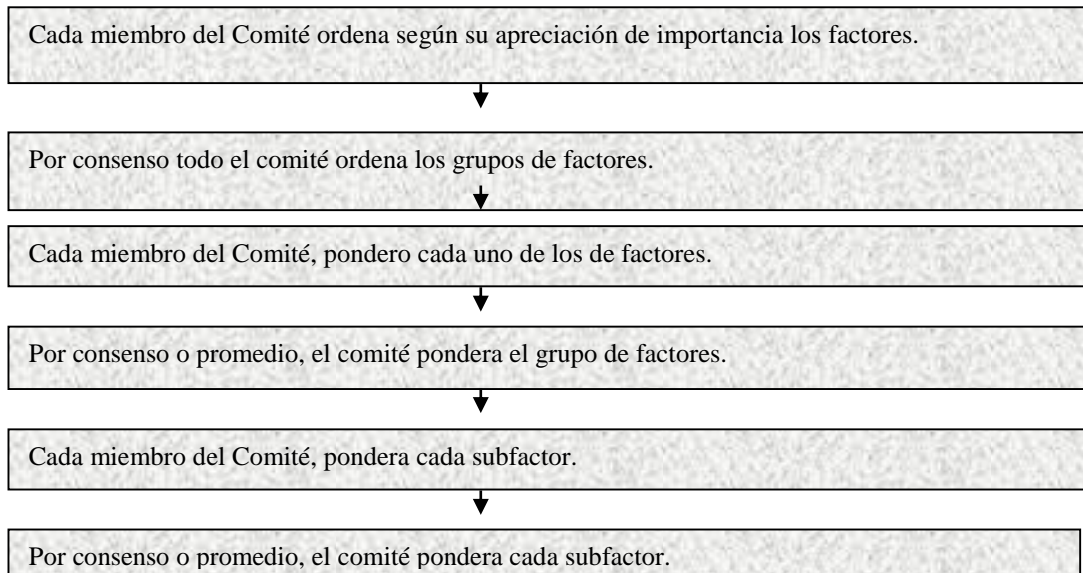 Cada miembro del Comité ordena según su apreciación de importancia los factores.
Por consenso todo el comité ordena los grupos de factores.
Cada miembro del Comité, pondero cada uno de los de factores.
Por consenso o promedio, el comité pondera el grupo de factores.
Cada miembro del Comité, pondera cada subfactor.
Por consenso o promedio, el comité pondera cada subfactor.